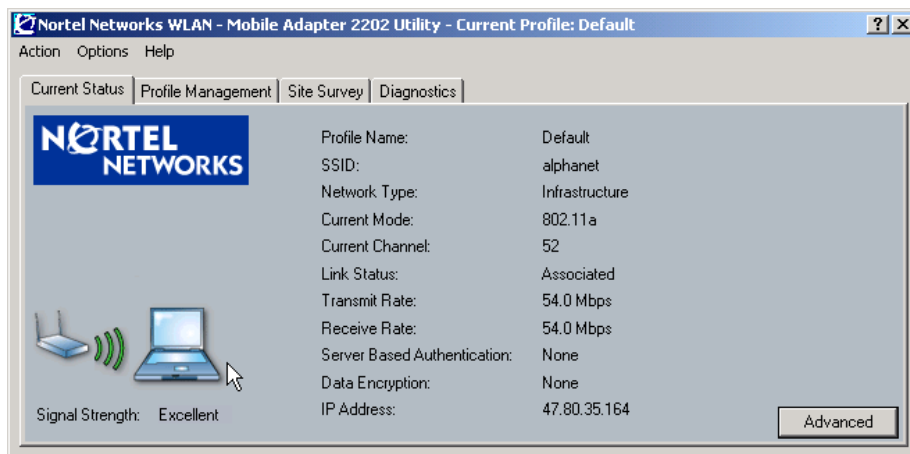 Nortel Networks WLAN - Mobile Adapter 2202 Utility - Current Profile: Default
Action Options Help
Current Status Profile Management Site Survey Diagnostics
NORTEL
NETWORKS
Profile Name: Default
SSID: alphanet
Network Type: Infrastructure
Current Mode: 802.11a
Current Channel: 52
Link Status: Associated
Transmit Rate: 54.0 Mbps
Receive Rate: 54.0 Mbps
Server Based Authentication: None
Data Encryption: None
IP Address: 47.80.35.164
Signal Strength: Excellent
Advanced